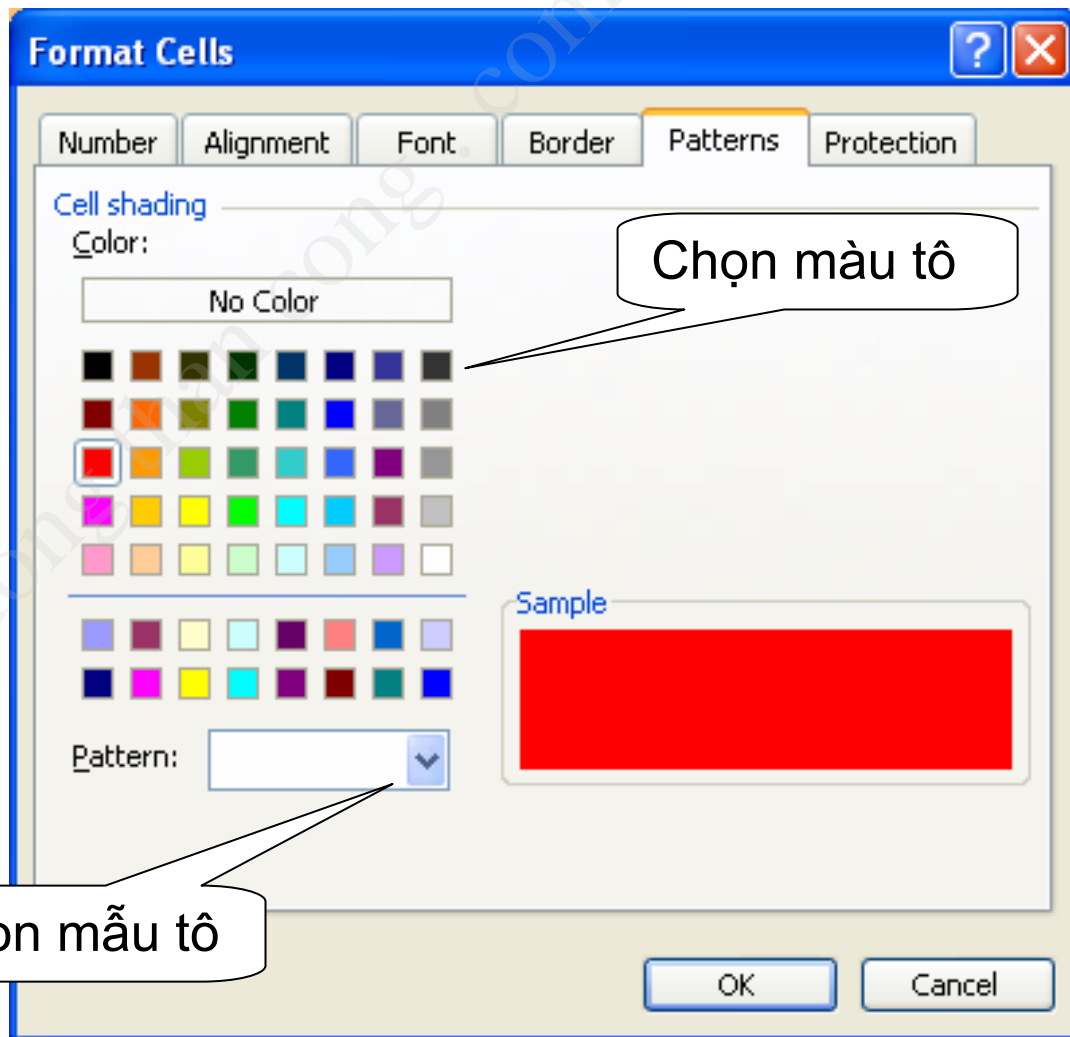 Format Cells
Number Alignment Font Border Patterns Protection
Cell shading
Color:
Chọn màu tô
No Color
Sample
Pattern:
mẫu tô
OK Cancel